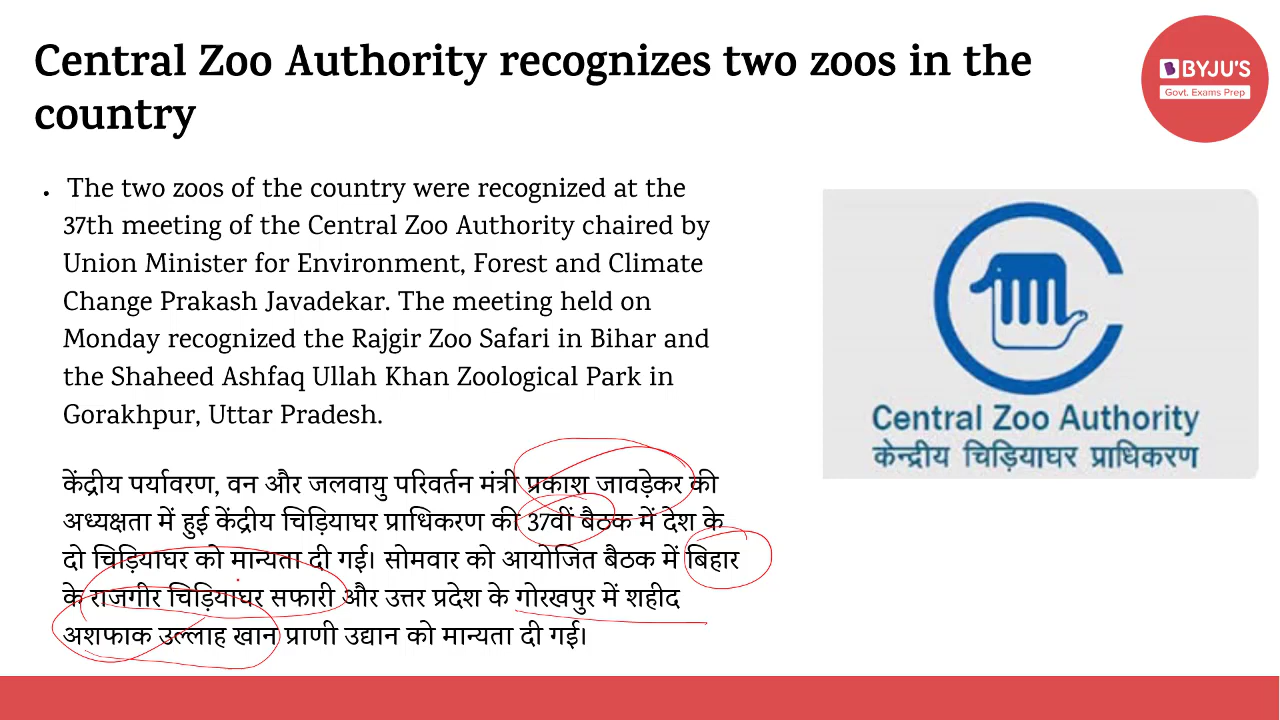 Central Zoo Authority recognizes two zoos in the
country
BYJU'S
Govt. Exams Prep
• The two zoos of the country were recognized at the
37th meeting of the Central Zoo Authority chaired by
Union Minister for Environment, Forest and Climate
Change Prakash Javadekar. The meeting held on
Monday recognized the Rajgir Zoo Safari in Bihar and
the Shaheed Ashfaq Ullah Khan Zoological Park in
Gorakhpur, Uttar Pradesh.
केंद्रीय पर्यावरण, वन और जलवायु परिवर्तन मंत्री प्रकाश जावड़ेकर की
अध्यक्षता में हुई केंद्रीय चिड़ियाघर प्राधिकरण की 37वीं बैठक में देश के
दो चिड़ियाघर को मान्यता दी गई। सोमवार को आयोजित बैठक में बिहार
के राजगीर चिड़ियाघर सफारी और उत्तर प्रदेश के गोरखपुर में शहीद
अशफाक उल्लाह खान प्राणी उद्यान को मान्यता दी गई।
Central Zoo Authority
केन्द्रीय चिड़ियाघर प्राधिकरण